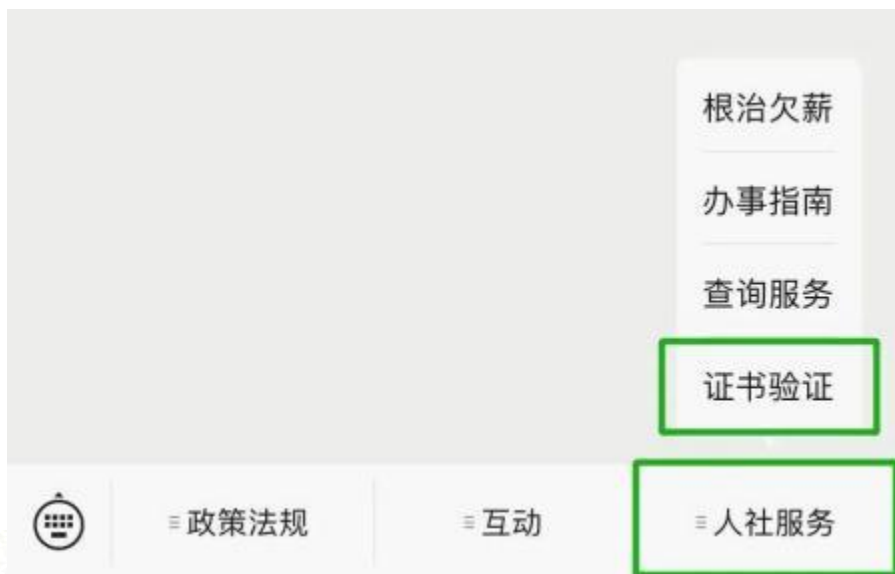 根治欠薪
办事指南
查询服务
证书验证
政策法规
互动
人社服务